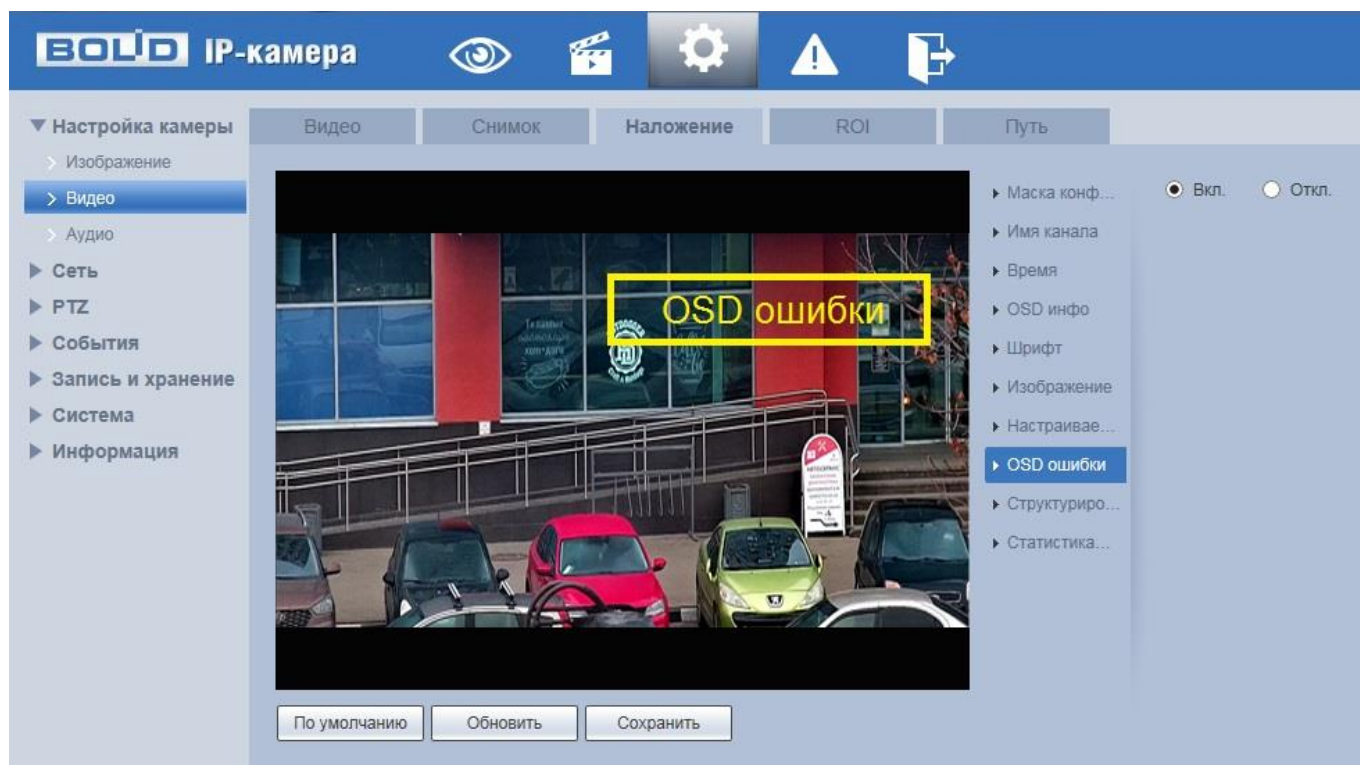 BOLID IP-камера
Настройка камеры
Изображение
Видео
Аудио
Сеть
PTZ
События
Запись и хранение
Система
Информация
Видео Снимок Наложение ROI Путь
OSD ошибки
Маска конф...
Имя канала
Время
OSD инфо
Шрифт
Изображение
Настраивае...
OSD ошибки
Структуриро...
Статистика...
Вкл. Откл.
По умолчанию Обновить Сохранить